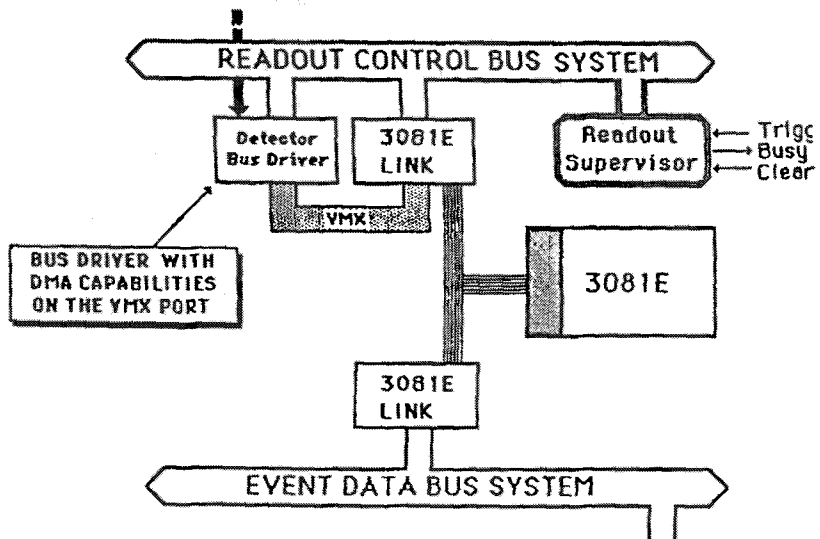 READOUT CONTROL BUS SYSTEM
Detector
Bus Driver
3081E
LINK
Readout
Supervisor
Trigg
Busy
Clear
VMX
BUS DRIVER WITH
DMA CAPABILITIES
ON THE VMX PORT
3081E
3081E
LINK
EVENT DATA BUS SYSTEM